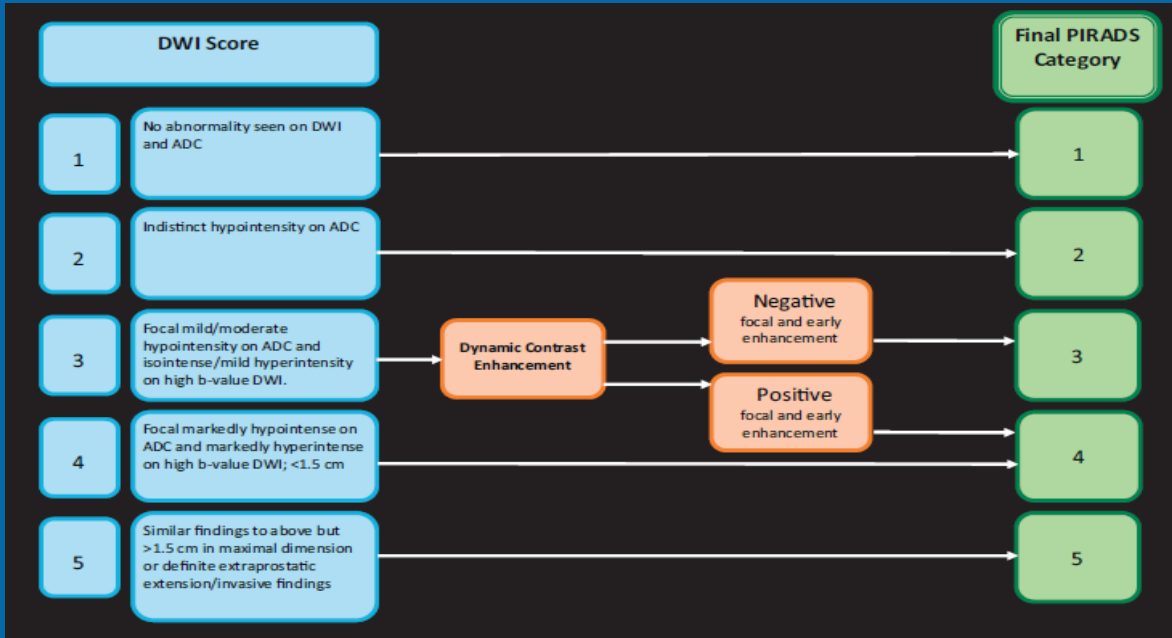 DWI Score
Final PIRADS
Category
1
No abnormality seen on DWI
and ADC
1
2
Indistinct hypointensity on ADC
2
3
Focal mild/moderate
hypointensity on ADC and
isointense/mild hyperintensity
on high b-value DWI.
Dynamic Contrast
Enhancement
Negative
focal and early
enhancement
Positive
focal and early
enhancement
3
4
Focal markedly hypointense on
ADC and markedly hyperintense
on high b-value DWI; <1.5 cm
4
5
Similar findings to above but
>1.5 cm in maximal dimension
or definite extraprostatic
extension/invasive findings
5